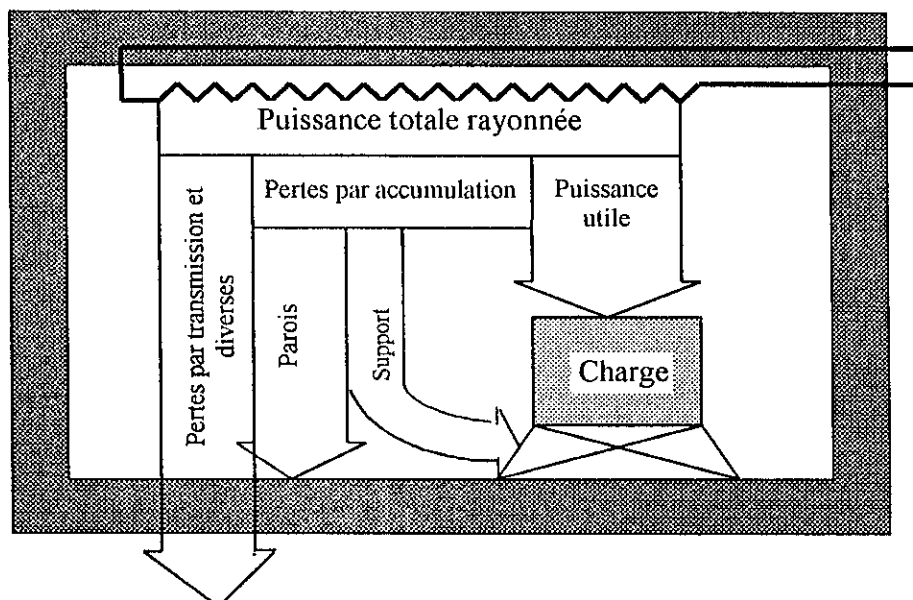 Puissance totale rayonnée
Pertes par accumulation
Puissance
utile
Pertes par transmission et
diverses
Parois
Support
Charge